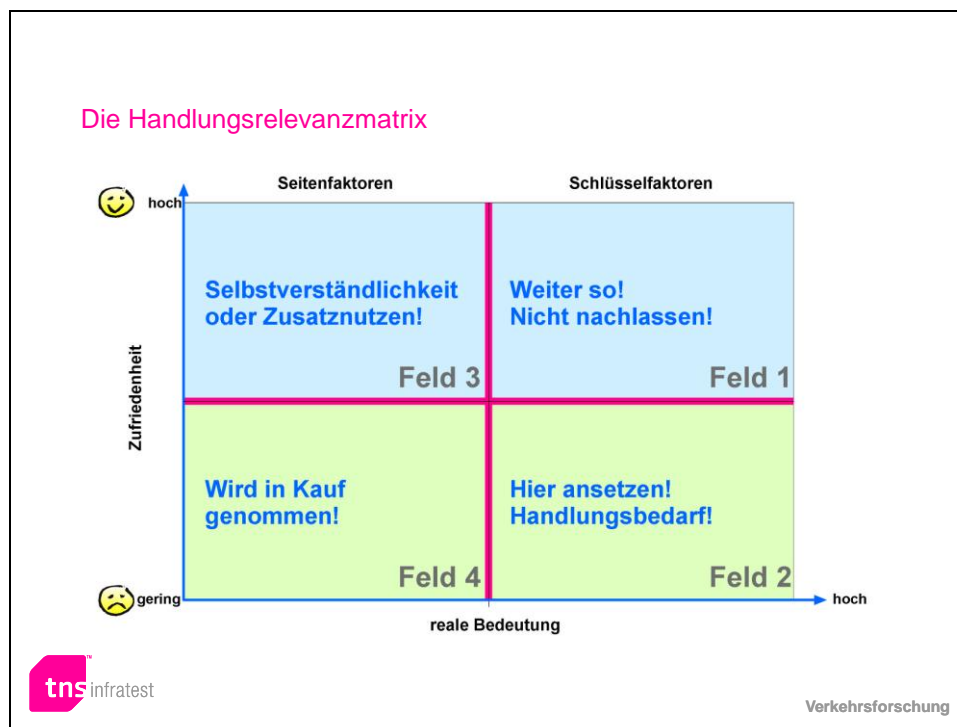 Die Handlungsrelevanzmatrix
Seitenfaktoren
Schlüsselfaktoren
hoch
Selbstverständlichkeit
oder Zusatznutzen!
Feld 3
Weiter so!
Nicht nachlassen!
Feld 1
Zufriedenheit
Wird in Kauf
genommen!
Feld 4
Hier ansetzen!
Handlungsbedarf!
Feld 2
gering
hoch
reale Bedeutung
tns infratest
™
Verkehrsforschung